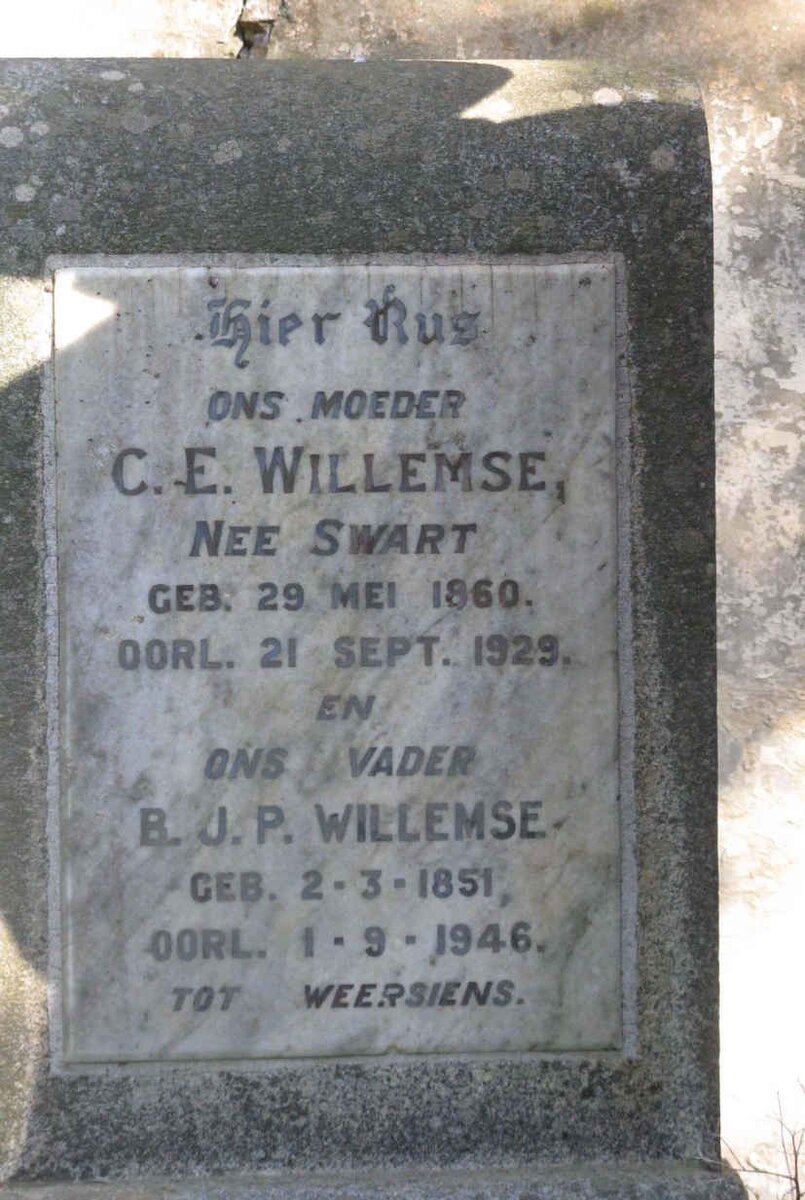 Hier Rus
ONS MOEDER
C. E. WILLEMSE,
NEE SWART
GEB. 29 MEI 1860.
OORL. 21 SEPT. 1929.
EN
ONS VADER
B. J. P. WILLEMSE
GEB. 2-3-1851,
OORL. 1-9-1946.
TOT WEERSIENS.